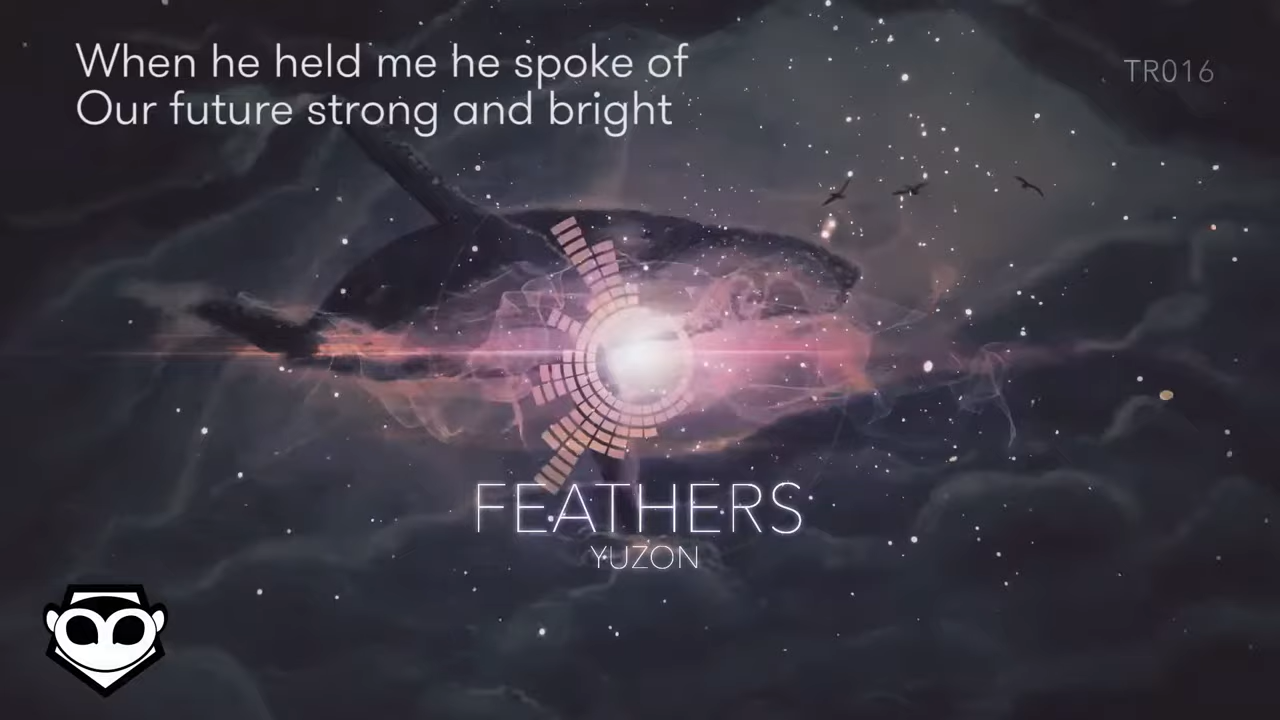 When he held me he spoke of
Our future strong and bright
TR016
FEATHERS
YUZON